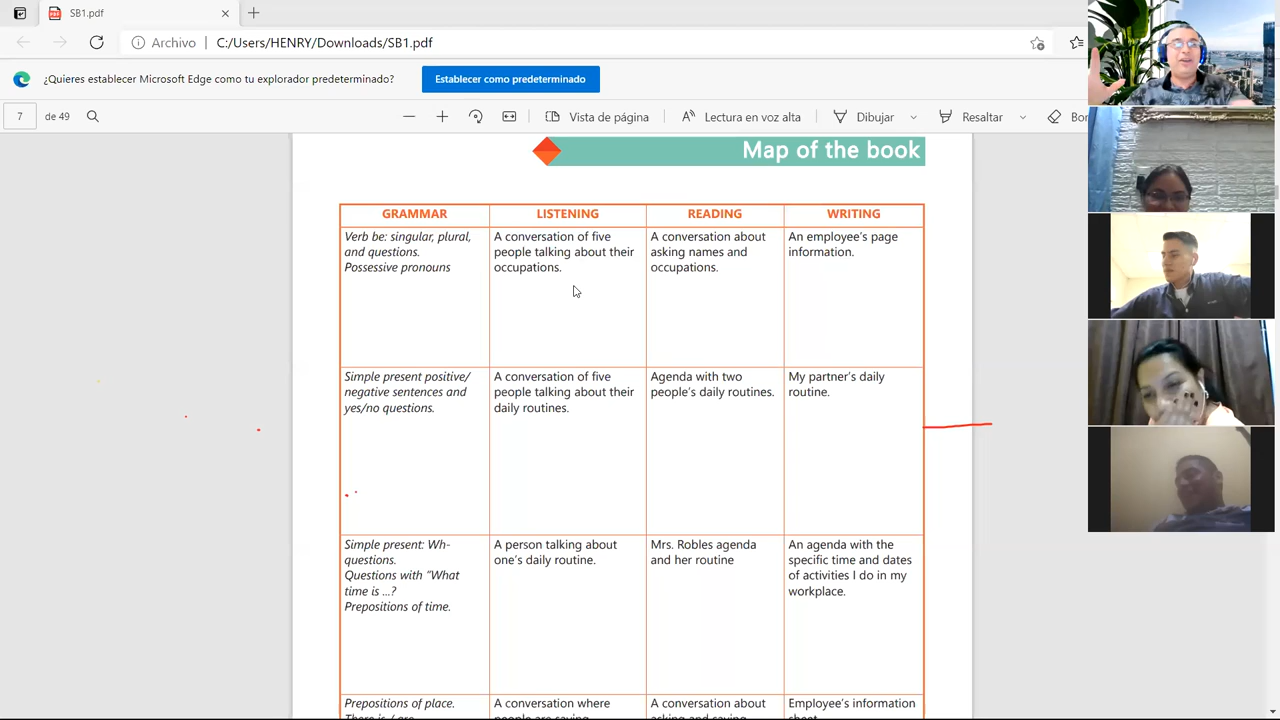 SB1.pdf
Archivo
C:/Users/HENRY/Downloads/SB1.pdf
¿Quieres establecer Microsoft Edge como tu explorador predeterminado?
Establecer como predeterminado
7
de 49
Vista de página
Lectura en voz alta
Dibujar
Resaltar
Map of the book
GRAMMAR
LISTENING
READING
WRITING
Verb be: singular, plural,
and questions.
Possessive pronouns
A conversation of five
people talking about their
occupations.
A conversation about
asking names and
occupations.
An employee’s page
information.
Simple present positive/
negative sentences and
yes/no questions.
A conversation of five
people talking about their
daily routines.
Agenda with two
people’s daily routines.
My partner’s daily
routine.
Simple present: Wh-
questions.
Questions with “What
time is ...?
Prepositions of time.
A person talking about
one’s daily routine.
Mrs. Robles agenda
and her routine
An agenda with the
specific time and dates
of activities I do in my
workplace.
Prepositions of place.
A conversation where
A conversation about
Employee’s information